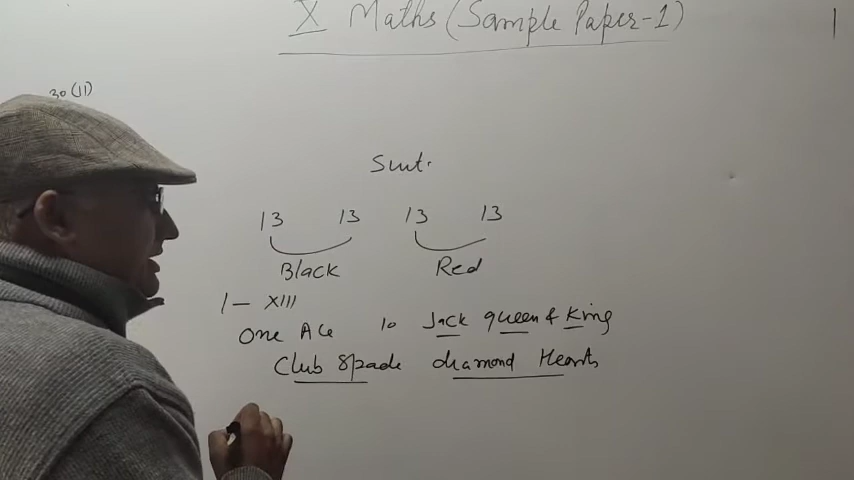 X Maths (Sample Paper-1)
30(11)
Suit.
13 13 13 13
Black Red
1 — XIII
One Ace 10 Jack queen & King
Club Spade diamond Hearts